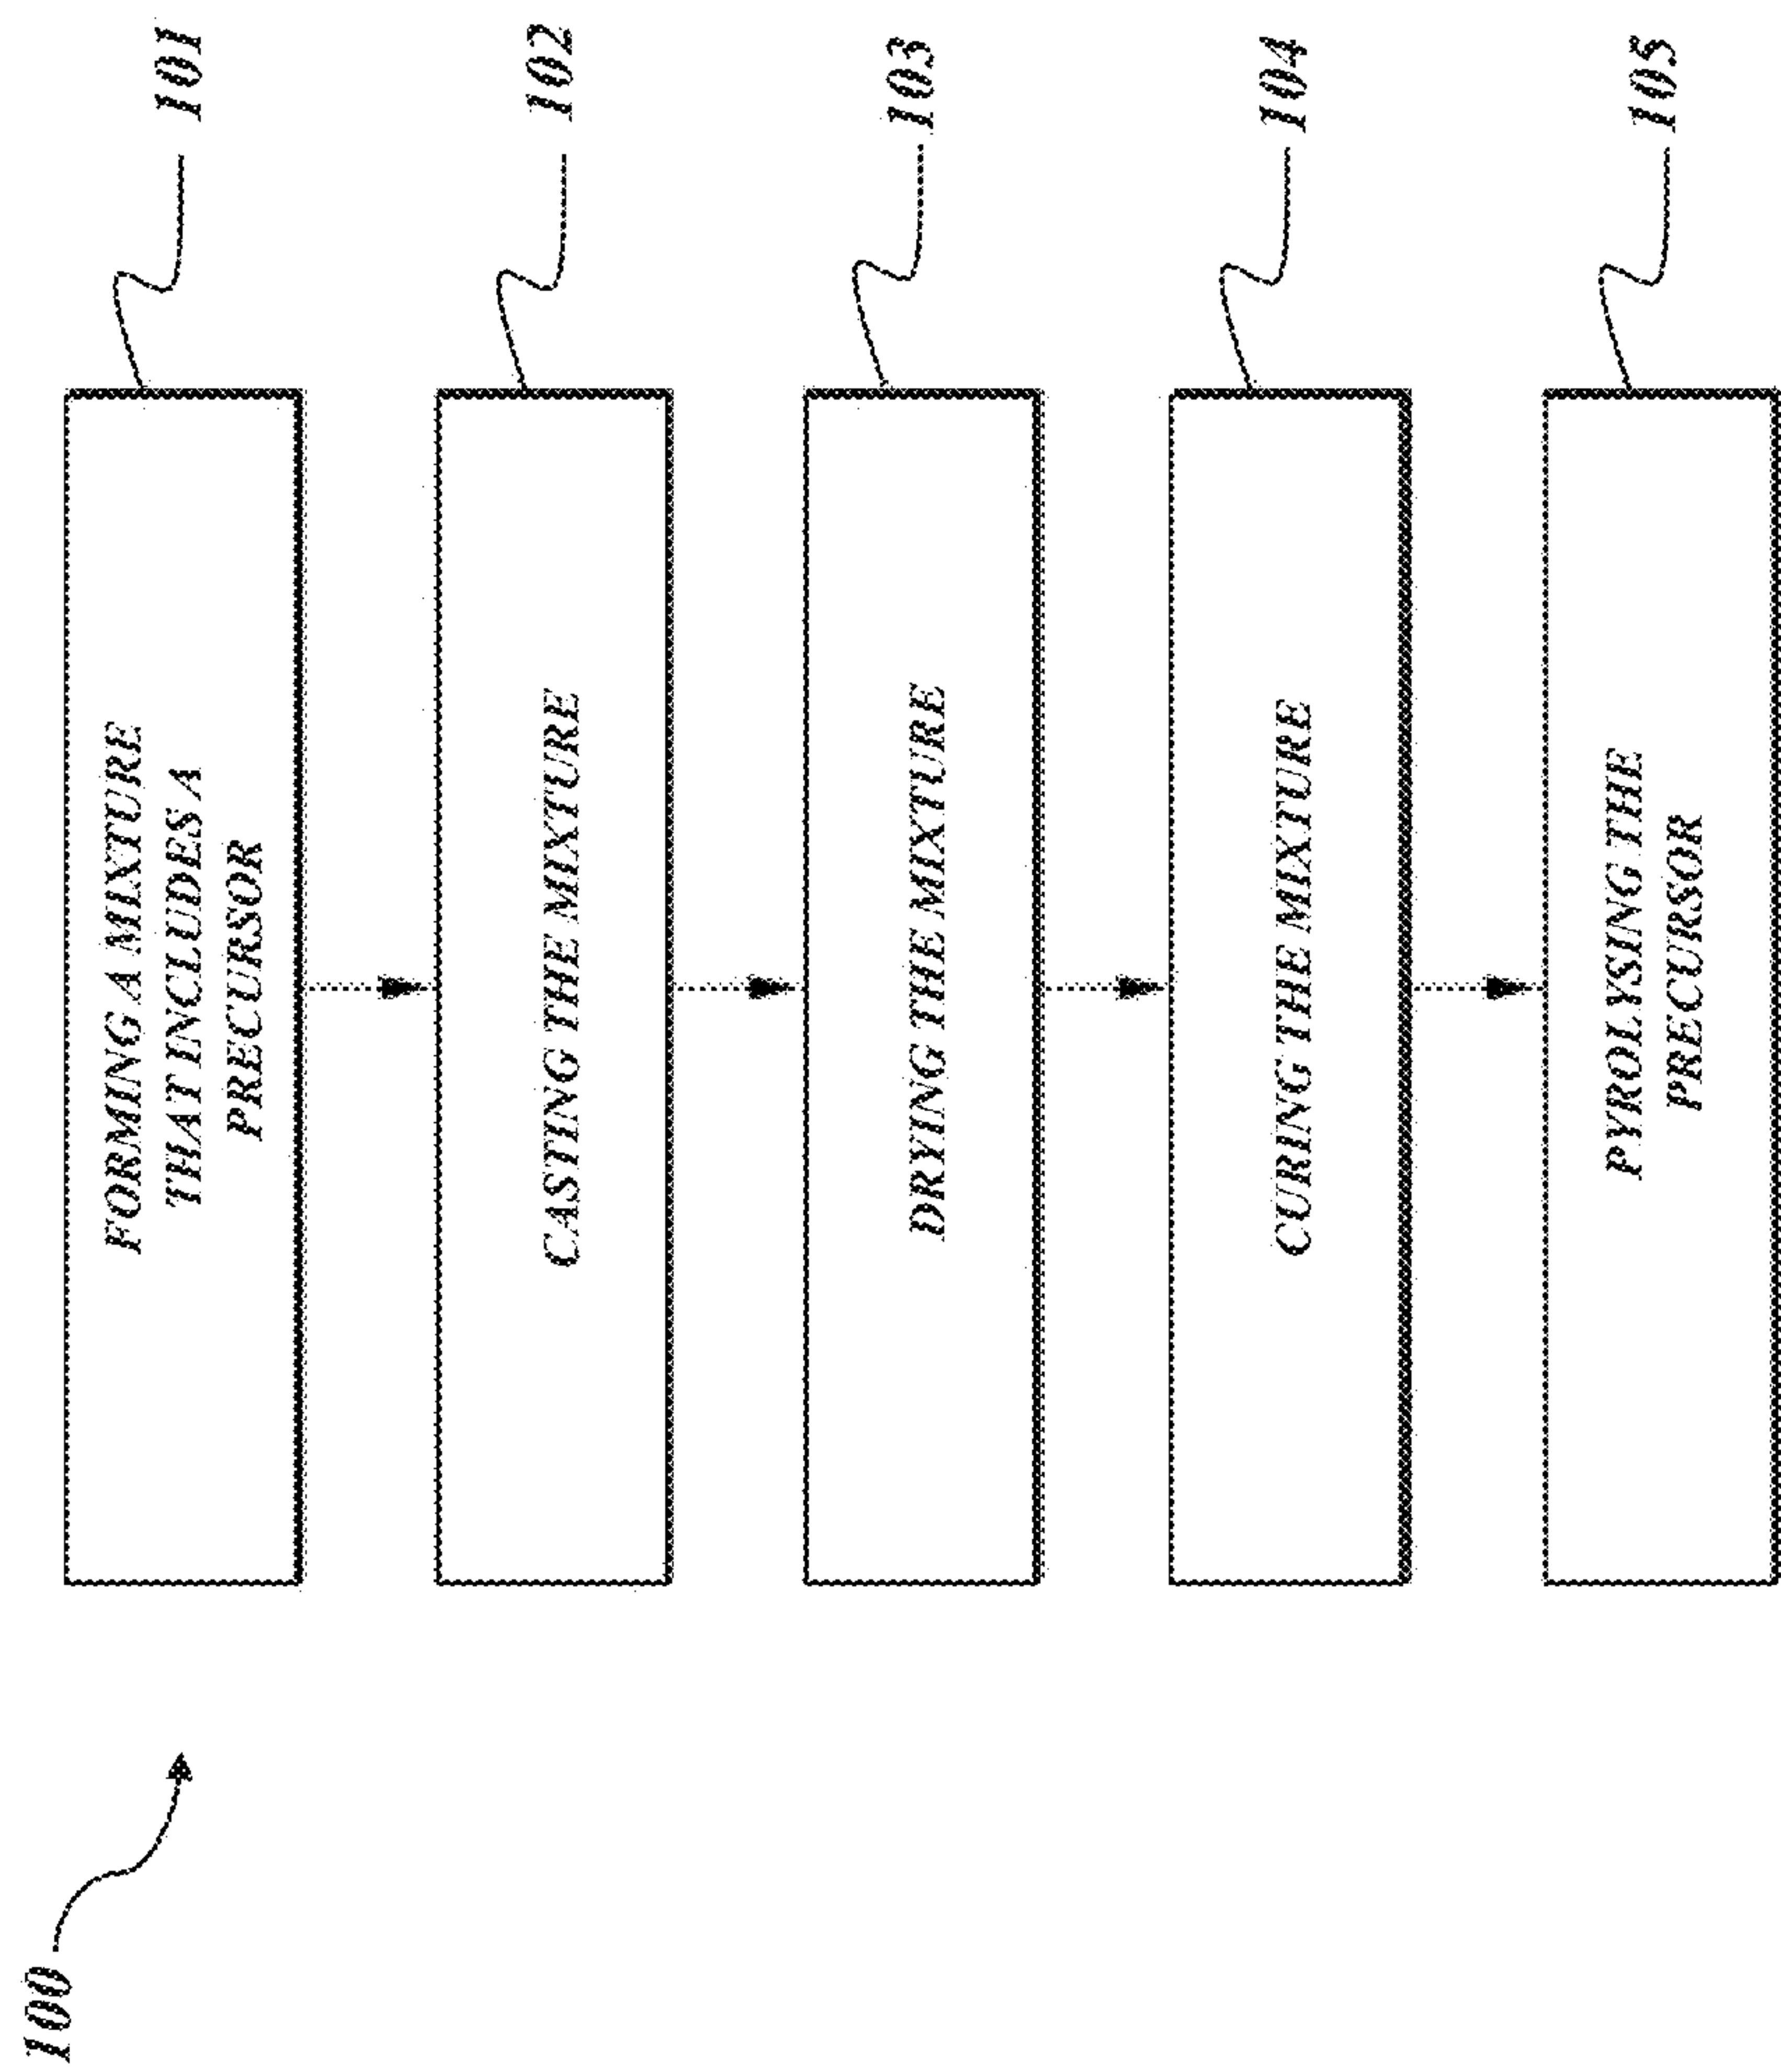 100
FORMING A MIXTURE
THAT INCLUDES A
PRECURSOR
101
CASTING THE MIXTURE
102
DRYING THE MIXTURE
103
CURING THE MIXTURE
104
PYROLYSING THE
PRECURSOR
105